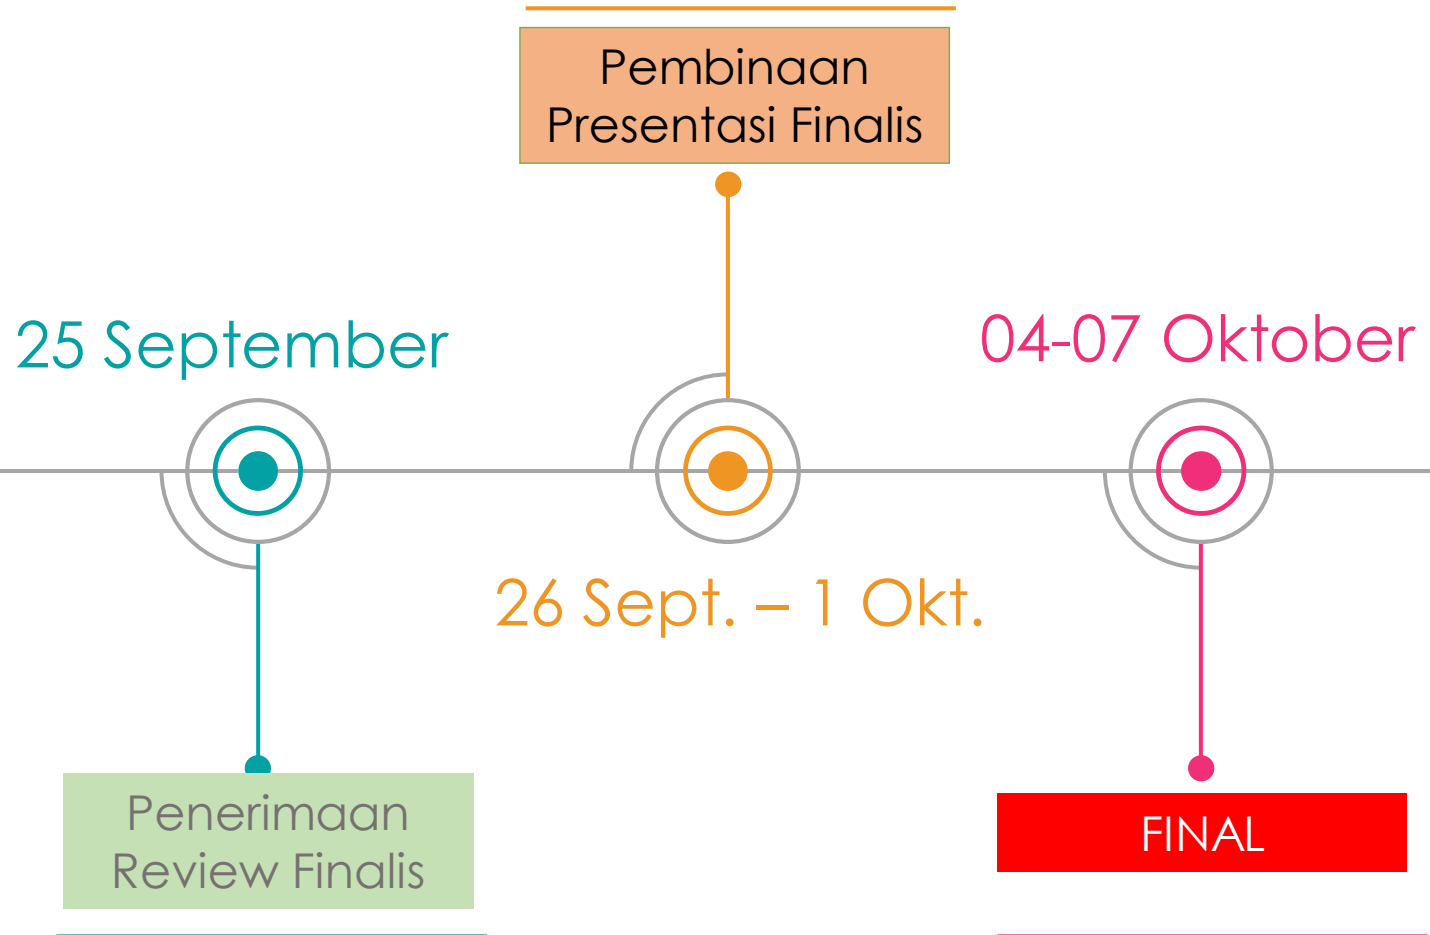 Pembinaan
Presentasi Finalis
25 September
04-07 Oktober
26 Sept. – 1 Okt.
Penerimaan
Review Finalis
FINAL